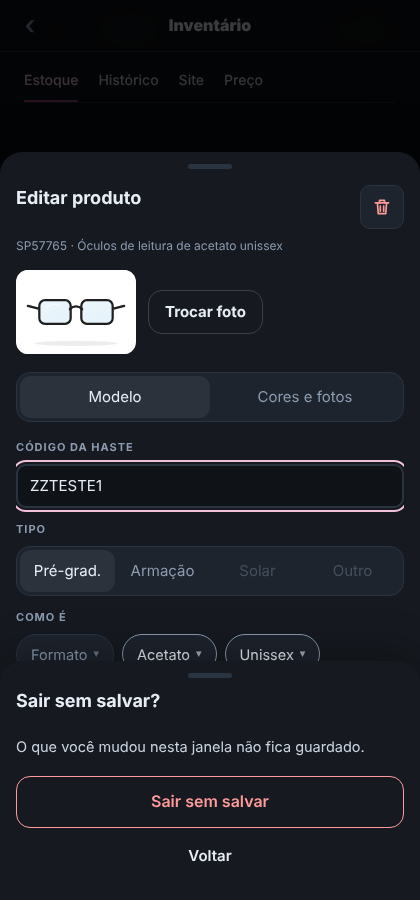 Inventário
Estoque Histórico Site Preço
Editar produto
SP57765 · Óculos de leitura de acetato unissex
Trocar foto
Modelo Cores e fotos
CÓDIGO DA HASTE
ZZTESTE1
TIPO
Pré-grad. Armação Solar Outro
COMO É
Formato Acetato Unissex
Sair sem salvar?
O que você mudou nesta janela não fica guardado.
Sair sem salvar
Voltar